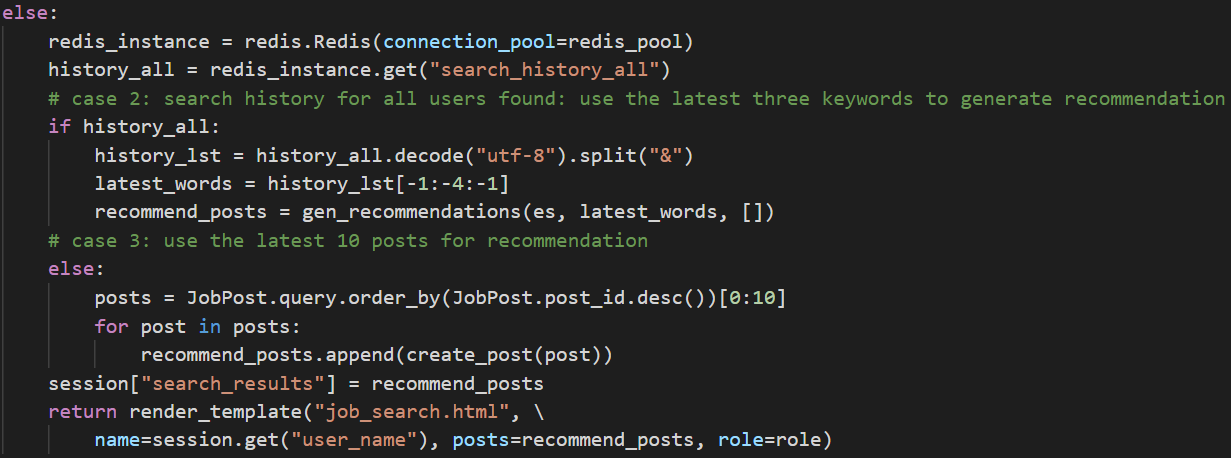 else:
    redis_instance = redis.Redis(connection_pool=redis_pool)
    history_all = redis_instance.get("search_history_all")
    # case 2: search history for all users found: use the latest three keywords to generate recommendation
    if history_all:
        history_lst = history_all.decode("utf-8").split("&")
        latest_words = history_lst[-1:-4:-1]
        recommend_posts = gen_recommendations(es, latest_words, [])
    # case 3: use the latest 10 posts for recommendation
    else:
        posts = JobPost.query.order_by(JobPost.post_id.desc())[0:10]
        for post in posts:
            recommend_posts.append(create_post(post))
    session["search_results"] = recommend_posts
    return render_template("job_search.html", \
        name=session.get("user_name"), posts=recommend_posts, role=role)